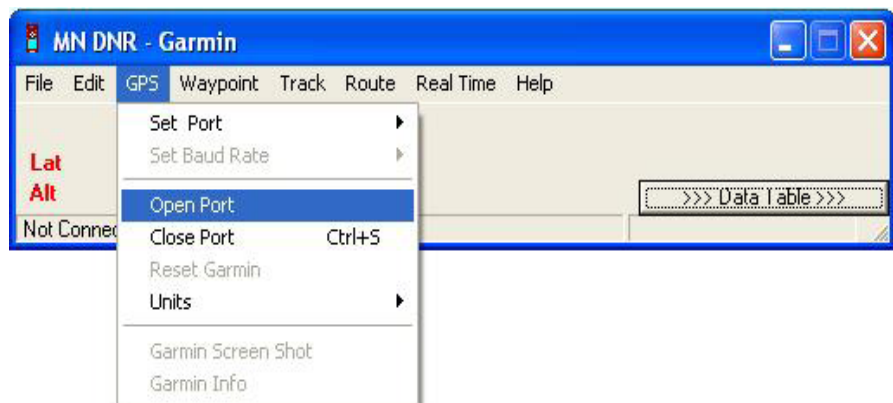 MN DNR - Garmin
File Edit GPS Waypoint Track Route Real Time Help
Set Port
Set Baud Rate
Lat
Alt
Open Port
>>> Data Table >>>
Not Connec
Close Port Ctrl+S
Reset Garmin
Units
Garmin Screen Shot
Garmin Info